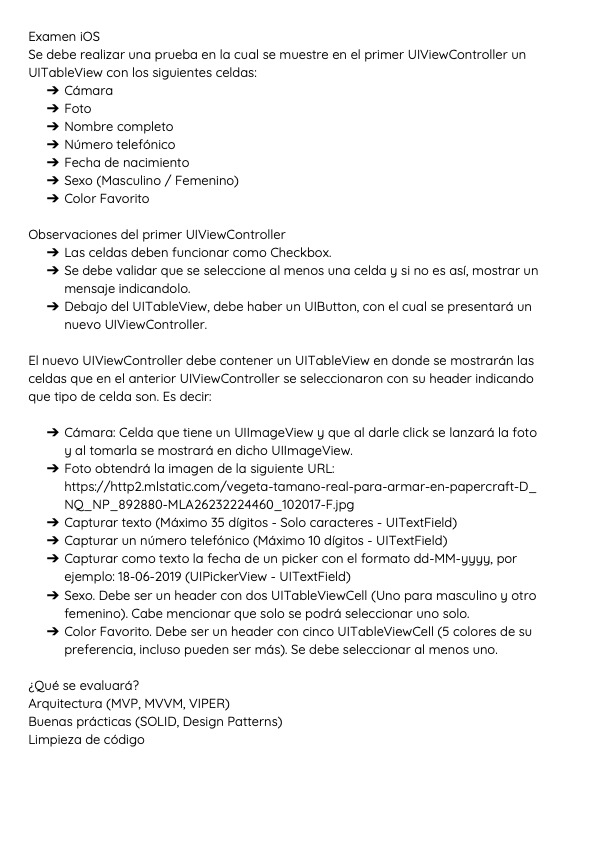 Examen iOS
Se debe realizar una prueba en la cual se muestre en el primer UIViewController un
UITableView con los siguientes celdas:
➔ Cámara
➔ Foto
➔ Nombre completo
➔ Número telefónico
➔ Fecha de nacimiento
➔ Sexo (Masculino / Femenino)
➔ Color Favorito
Observaciones del primer UIViewController
➔ Las celdas deben funcionar como Checkbox.
➔ Se debe validar que se seleccione al menos una celda y si no es así, mostrar un
mensaje indicandolo.
➔ Debajo del UITableView, debe haber un UIButton, con el cual se presentará un
nuevo UIViewController.
El nuevo UIViewController debe contener un UITableView en donde se mostrarán las
celdas que en el anterior UIViewController se seleccionaron con su header indicando
que tipo de celda son. Es decir:
➔ Cámara: Celda que tiene un UIImageView y que al darle click se lanzará la foto
y al tomarla se mostrará en dicho UIImageView.
➔ Foto obtendrá la imagen de la siguiente URL:
https://http2.mlstatic.com/vegeta-tamano-real-para-armar-en-papercraft-D_
NQ_NP_892880-MLA26232224460_102017-F.jpg
➔ Capturar texto (Máximo 35 dígitos - Solo caracteres - UITextField)
➔ Capturar un número telefónico (Máximo 10 dígitos - UITextField)
➔ Capturar como texto la fecha de un picker con el formato dd-MM-yyyy, por
ejemplo: 18-06-2019 (UIPickerView - UITextField)
➔ Sexo. Debe ser un header con dos UITableViewCell (Uno para masculino y otro
femenino). Cabe mencionar que solo se podrá seleccionar uno solo.
➔ Color Favorito. Debe ser un header con cinco UITableViewCell (5 colores de su
preferencia, incluso pueden ser más). Se debe seleccionar al menos uno.
¿Qué se evaluará?
Arquitectura (MVP, MVVM, VIPER)
Buenas prácticas (SOLID, Design Patterns)
Limpieza de código